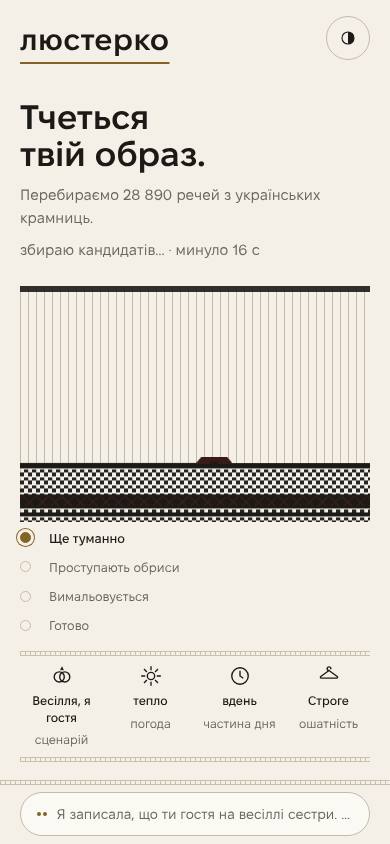 люстерко
Тчеться
твій образ.
Перебираємо 28 890 речей з українських
крамниць.
збираю кандидатів... · минуло 16 с
Ще туманно
Проступають обриси
Вимальовується
Готово
Весілля, я
гостя
сценарій
тепло
погода
вдень
частина дня
Строге
ошатність
Я записала, що ти гостя на весіллі сестри. ...